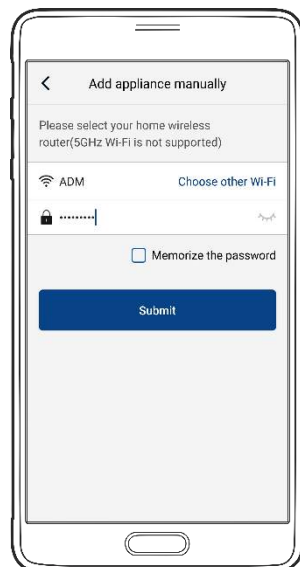 Add appliance manually
Please select your home wireless
router(5GHz Wi-Fi is not supported)
ADM Choose other Wi-Fi
•••••••••
Memorize the password
Submit